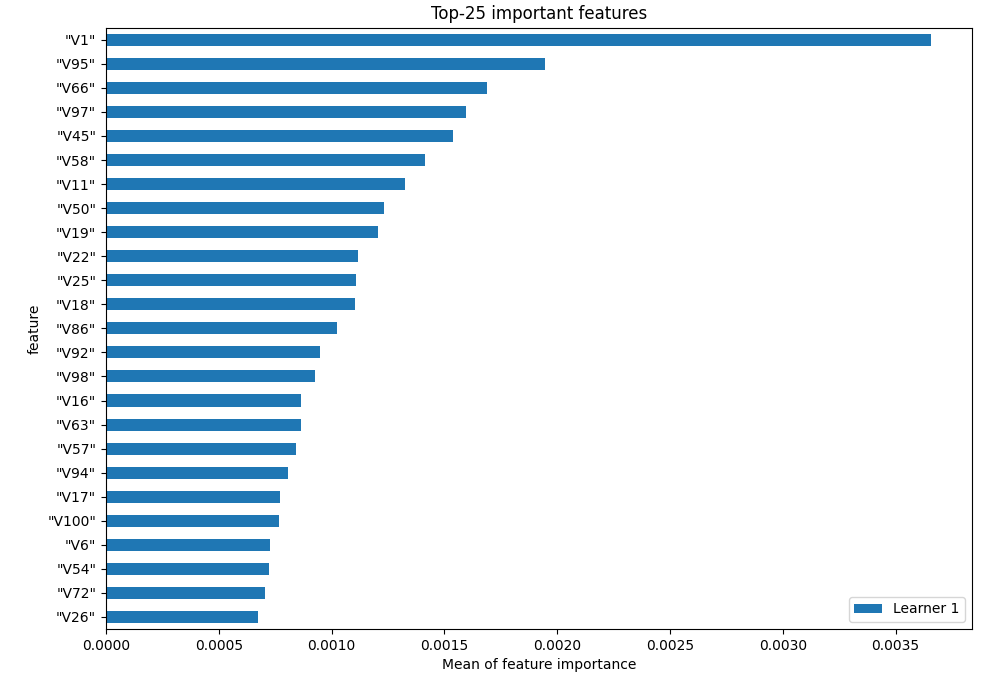 Top-25 important features
"V1"
"V95"
"V66"
"V97"
"V45"
"V58"
"V11"
"V50"
"V19"
"V22"
"V25"
"V18"
"V86"
"V92"
"V98"
"V16"
"V63"
"V57"
"V94"
"V17"
"V100"
"V6"
"V54"
"V72"
"V26"
feature
Learner 1
0.0000 0.0005 0.0010 0.0015 0.0020 0.0025 0.0030 0.0035
Mean of feature importance